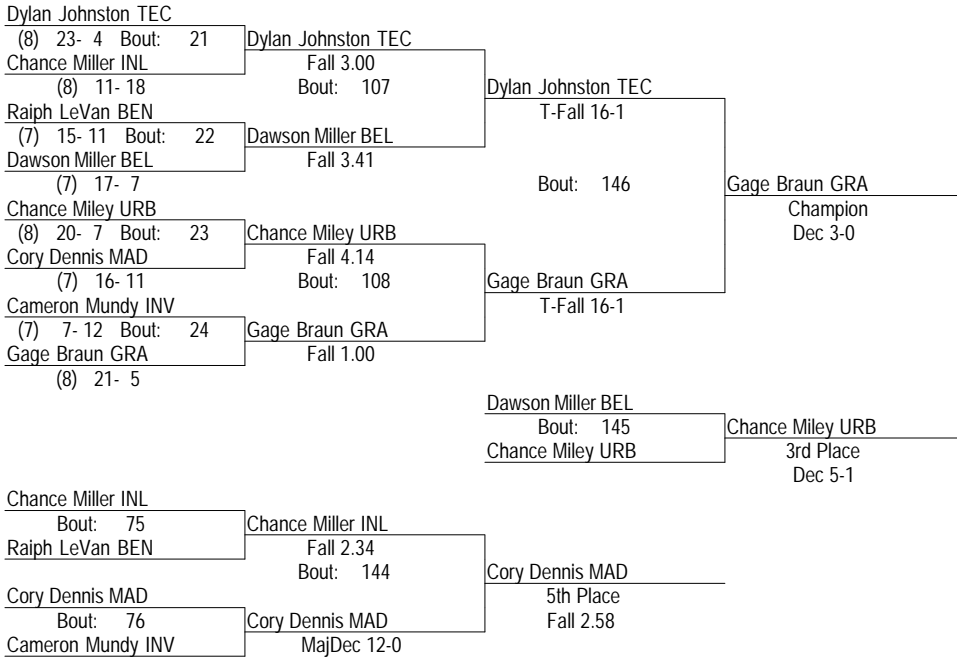 Dylan Johnston TEC
(8) 23- 4 Bout: 21
Chance Miller INL
(8) 11- 18
Raiph LeVan BEN
(7) 15- 11 Bout: 22
Dawson Miller BEL
(7) 17- 7
Chance Miley URB
(8) 20- 7 Bout: 23
Cory Dennis MAD
(7) 16- 11
Cameron Mundy INV
(7) 7- 12 Bout: 24
Gage Braun GRA
(8) 21- 5
Dylan Johnston TEC
Fall 3.00
Bout: 107
Dawson Miller BEL
Fall 3.41
Chance Miley URB
Fall 4.14
Bout: 108
Gage Braun GRA
Fall 1.00
Dylan Johnston TEC
T-Fall 16-1
Bout: 146
Gage Braun GRA
T-Fall 16-1
Gage Braun GRA
Champion
Dec 3-0
Dawson Miller BEL
Bout: 145
Chance Miley URB
Chance Miley URB
3rd Place
Dec 5-1
Chance Miller INL
Bout: 75
Raiph LeVan BEN
Cory Dennis MAD
Bout: 76
Cameron Mundy INV
Chance Miller INL
Fall 2.34
Bout: 144
Cory Dennis MAD
MajDec 12-0
Cory Dennis MAD
5th Place
Fall 2.58